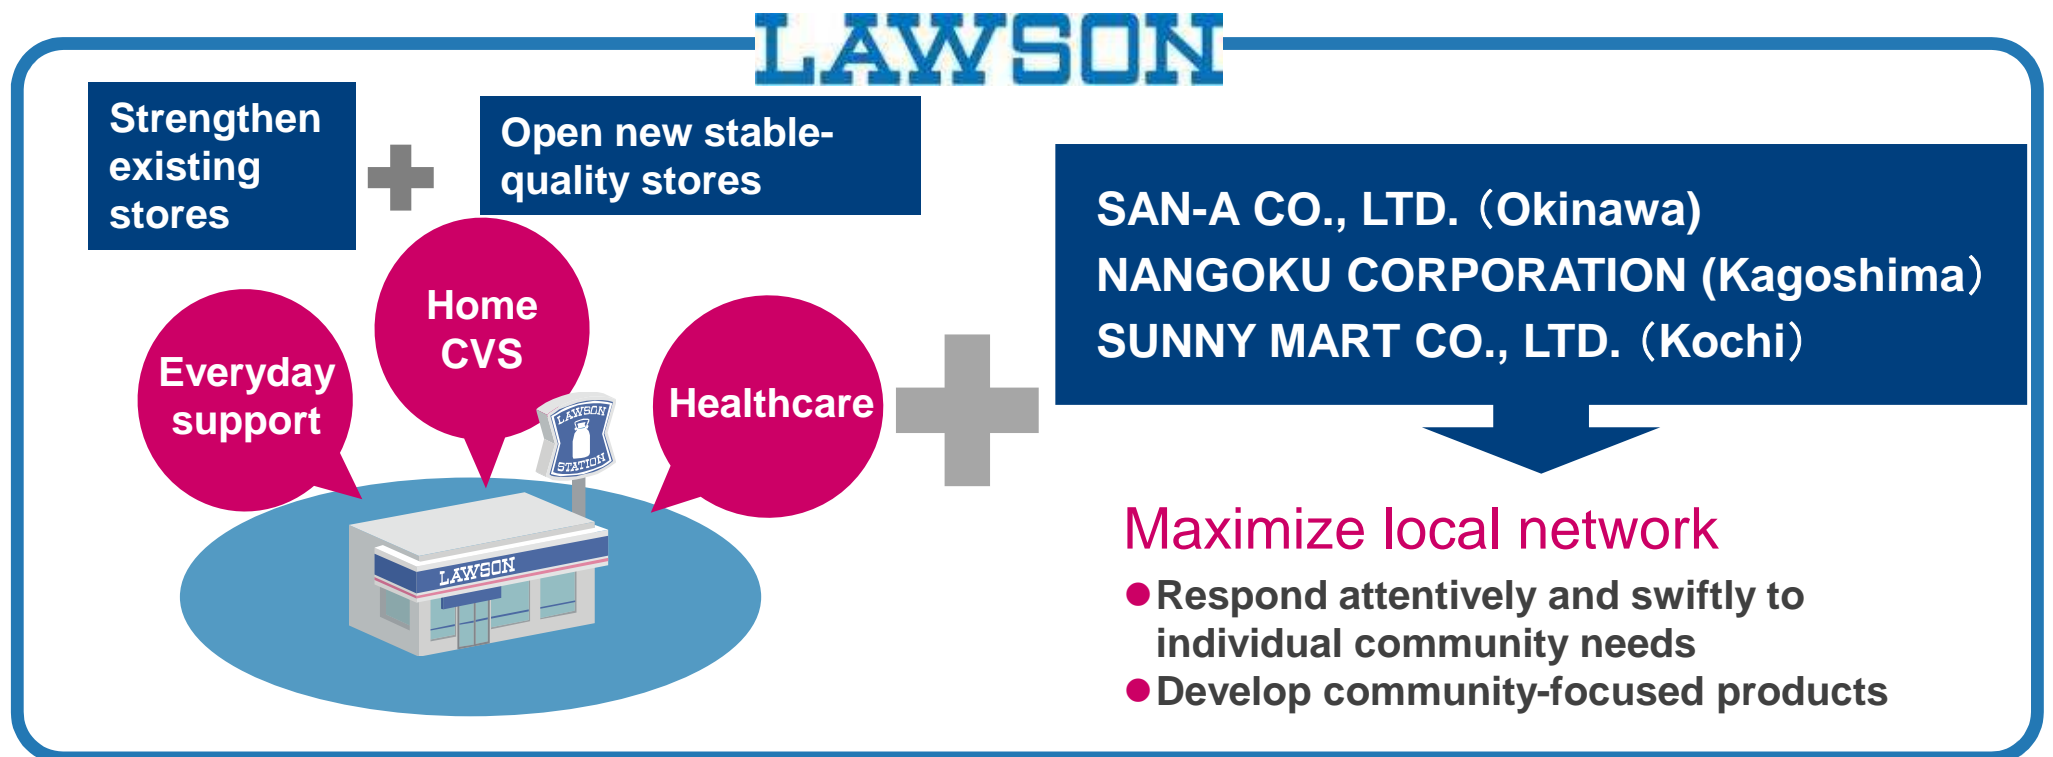 LAWSON
Strengthen
existing
stores
Open new stable-
quality stores
Home
CVS
Everyday
support
Healthcare
LAWSON
STATION
LAWSON
SAN-A CO., LTD.（Okinawa)
NANGOKU CORPORATION (Kagoshima）
SUNNY MART CO., LTD.（Kochi）
Maximize local network
●Respond attentively and swiftly to
individual community needs
●Develop community-focused products